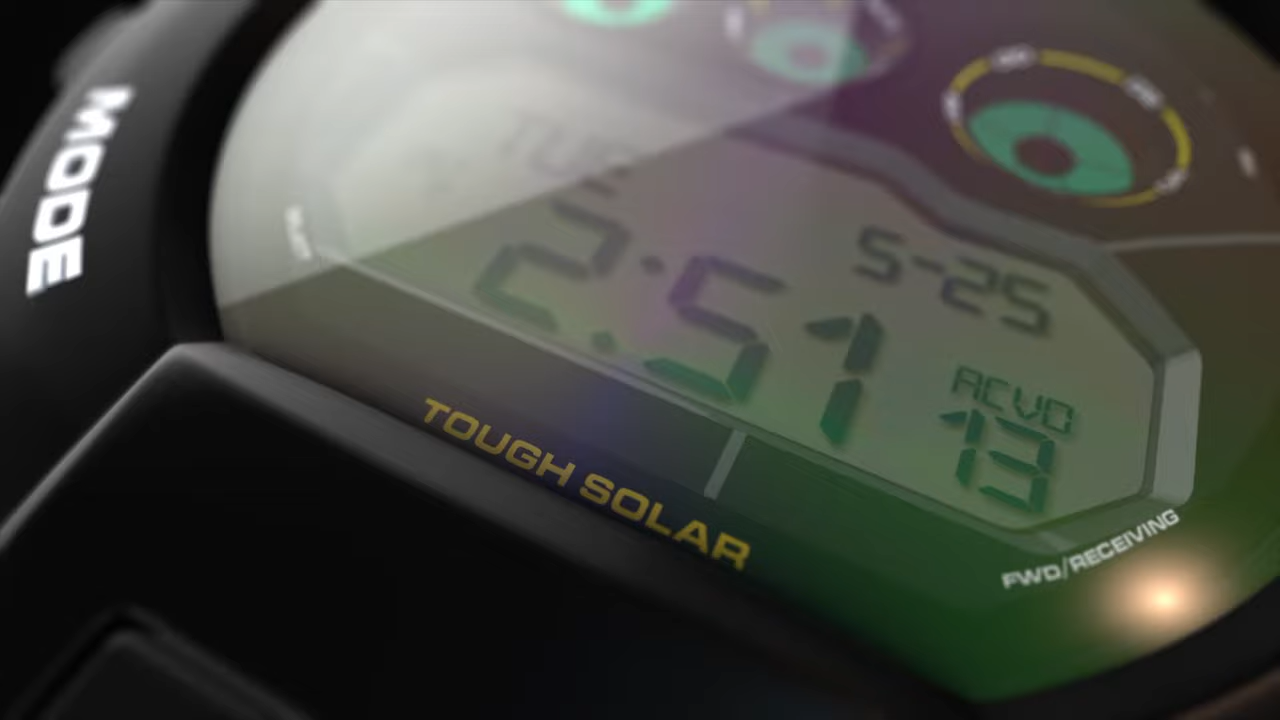 MODE
5-25
2:51
RCVD
13
TOUGH SOLAR
FWD/RECEIVING